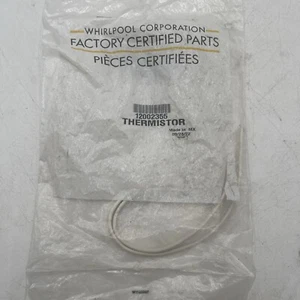 WHIRLPOOL CORPORATION
FACTORY CERTIFIED PARTS
PIÈCES CERTIFIÉES
12002355
THERMISTOR